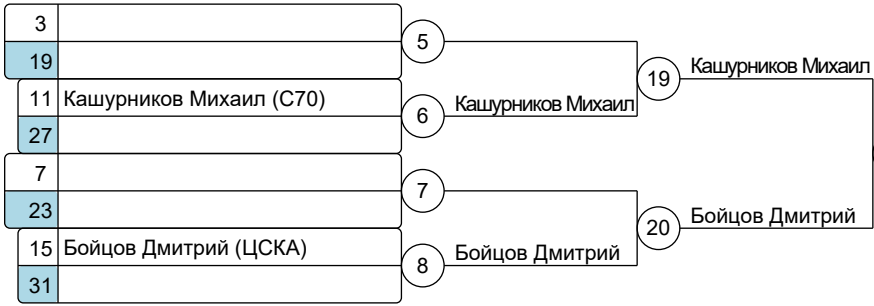 3
5
19
11 Кашурников Михаил (С70)
6 Кашурников Михаил
27
19 Кашурников Михаил
7
7
23
15 Бойцов Дмитрий (ЦСКА)
8 Бойцов Дмитрий
31
20 Бойцов Дмитрий